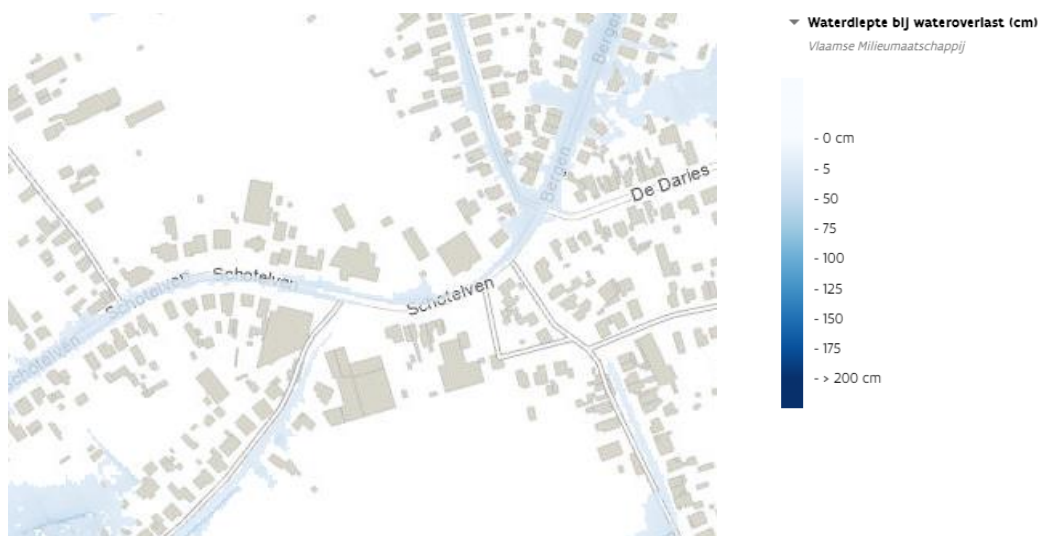 Waterdiepte bij wateroverlast (cm)
Vlaamse Milieumaatschappij
- 0 cm
- 5
- 50
- 75
- 100
- 125
- 150
- 175
- > 200 cm
Bergen
Bergen
De Daries
Schotelven
Schotelven
Schotelven
Schotelven